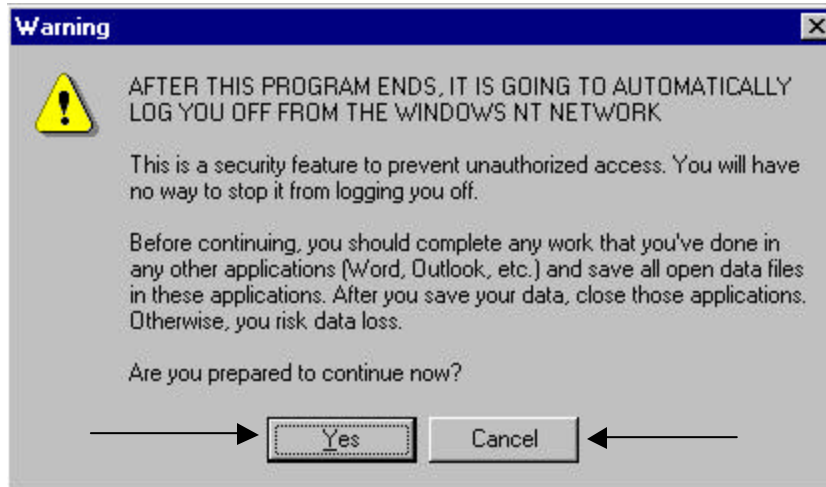 Warning
AFTER THIS PROGRAM ENDS, IT IS GOING TO AUTOMATICALLY
LOG YOU OFF FROM THE WINDOWS NT NETWORK
This is a security feature to prevent unauthorized access. You will have
no way to stop it from logging you off.
Before continuing, you should complete any work that you've done in
any other applications (Word, Outlook, etc.) and save all open data files
in these applications. After you save your data, close those applications.
Otherwise, you risk data loss.
Are you prepared to continue now?
Yes Cancel